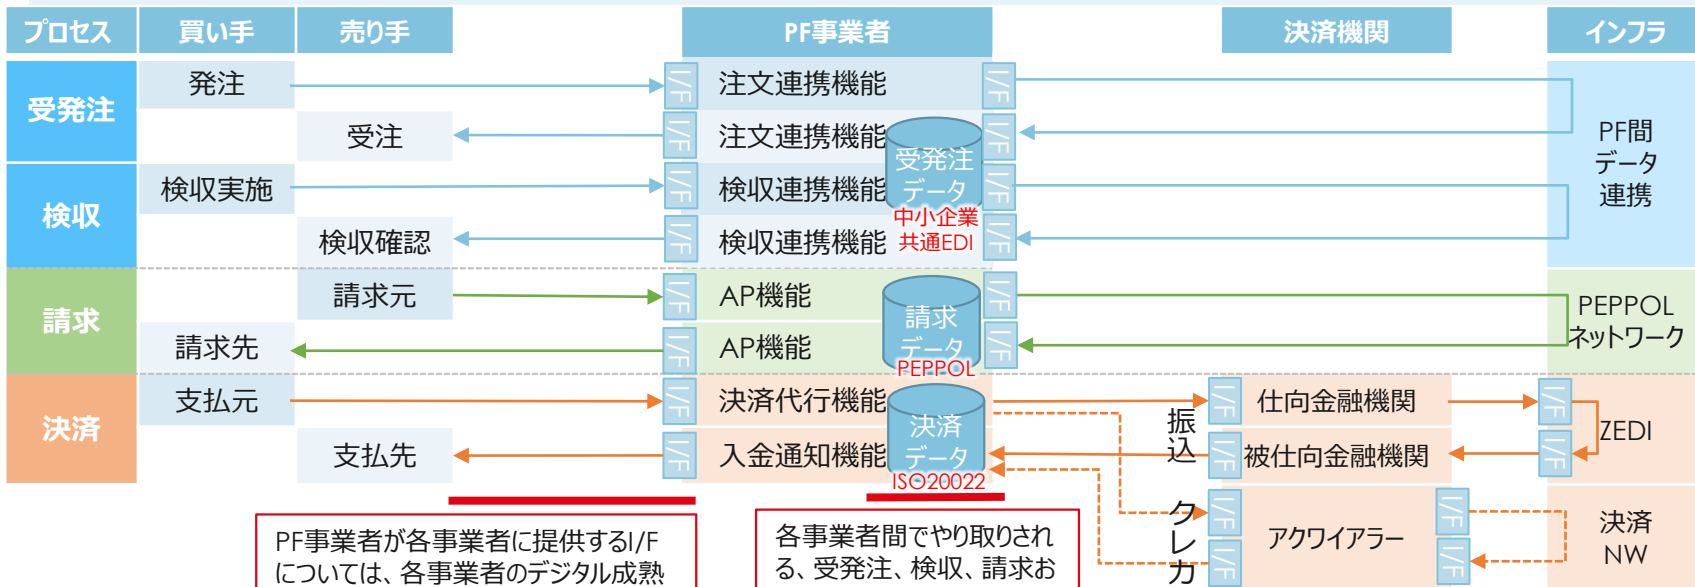 プロセス 買い手 売り手 PF事業者 決済機関 インフラ
受発注
発注 I/F 注文連携機能 I/F
受注 I/F 注文連携機能 I/F
受発注
データ
中小企業
共通EDI
PF間
データ
連携
検収
検収実施 I/F 検収連携機能 I/F
検収確認 I/F 検収連携機能 I/F
請求
請求元 I/F AP機能 I/F
請求先 I/F AP機能 I/F
請求
データ
PEPPOL
PEPPOL
ネットワーク
決済
支払元 I/F 決済代行機能 I/F 仕向金融機関 I/F
支払先 I/F 入金通知機能 I/F 被仕向金融機関 I/F
決済
データ
ISO20022
振込
ZEDI
クレカ
I/F アクワイアラー I/F
I/F I/F
決済
NW
PF事業者が各事業者に提供するI/F
については、各事業者のデジタル成熟
各事業者間でやり取りされ
る、受発注、検収、請求お